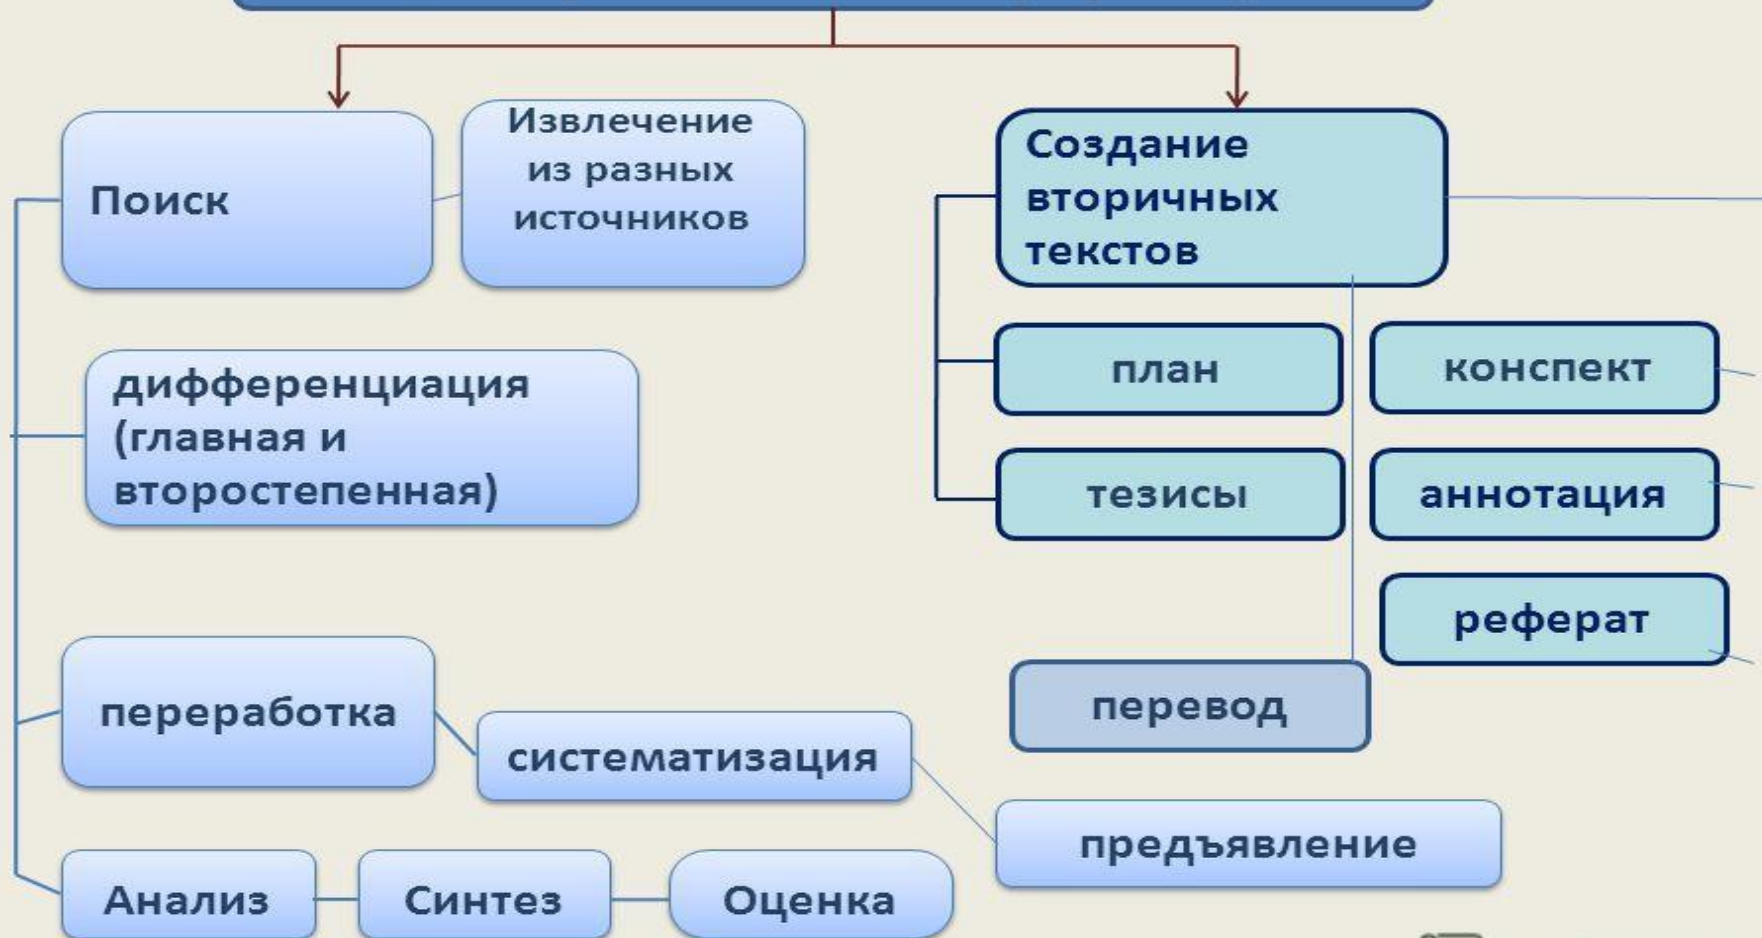 Поиск
Извлечение
из разных
источников
Создание
вторичных
текстов
дифференциация
(главная и
второстепенная)
план
конспект
тезисы
аннотация
реферат
переработка
систематизация
перевод
предъявление
Анализ
Синтез
Оценка